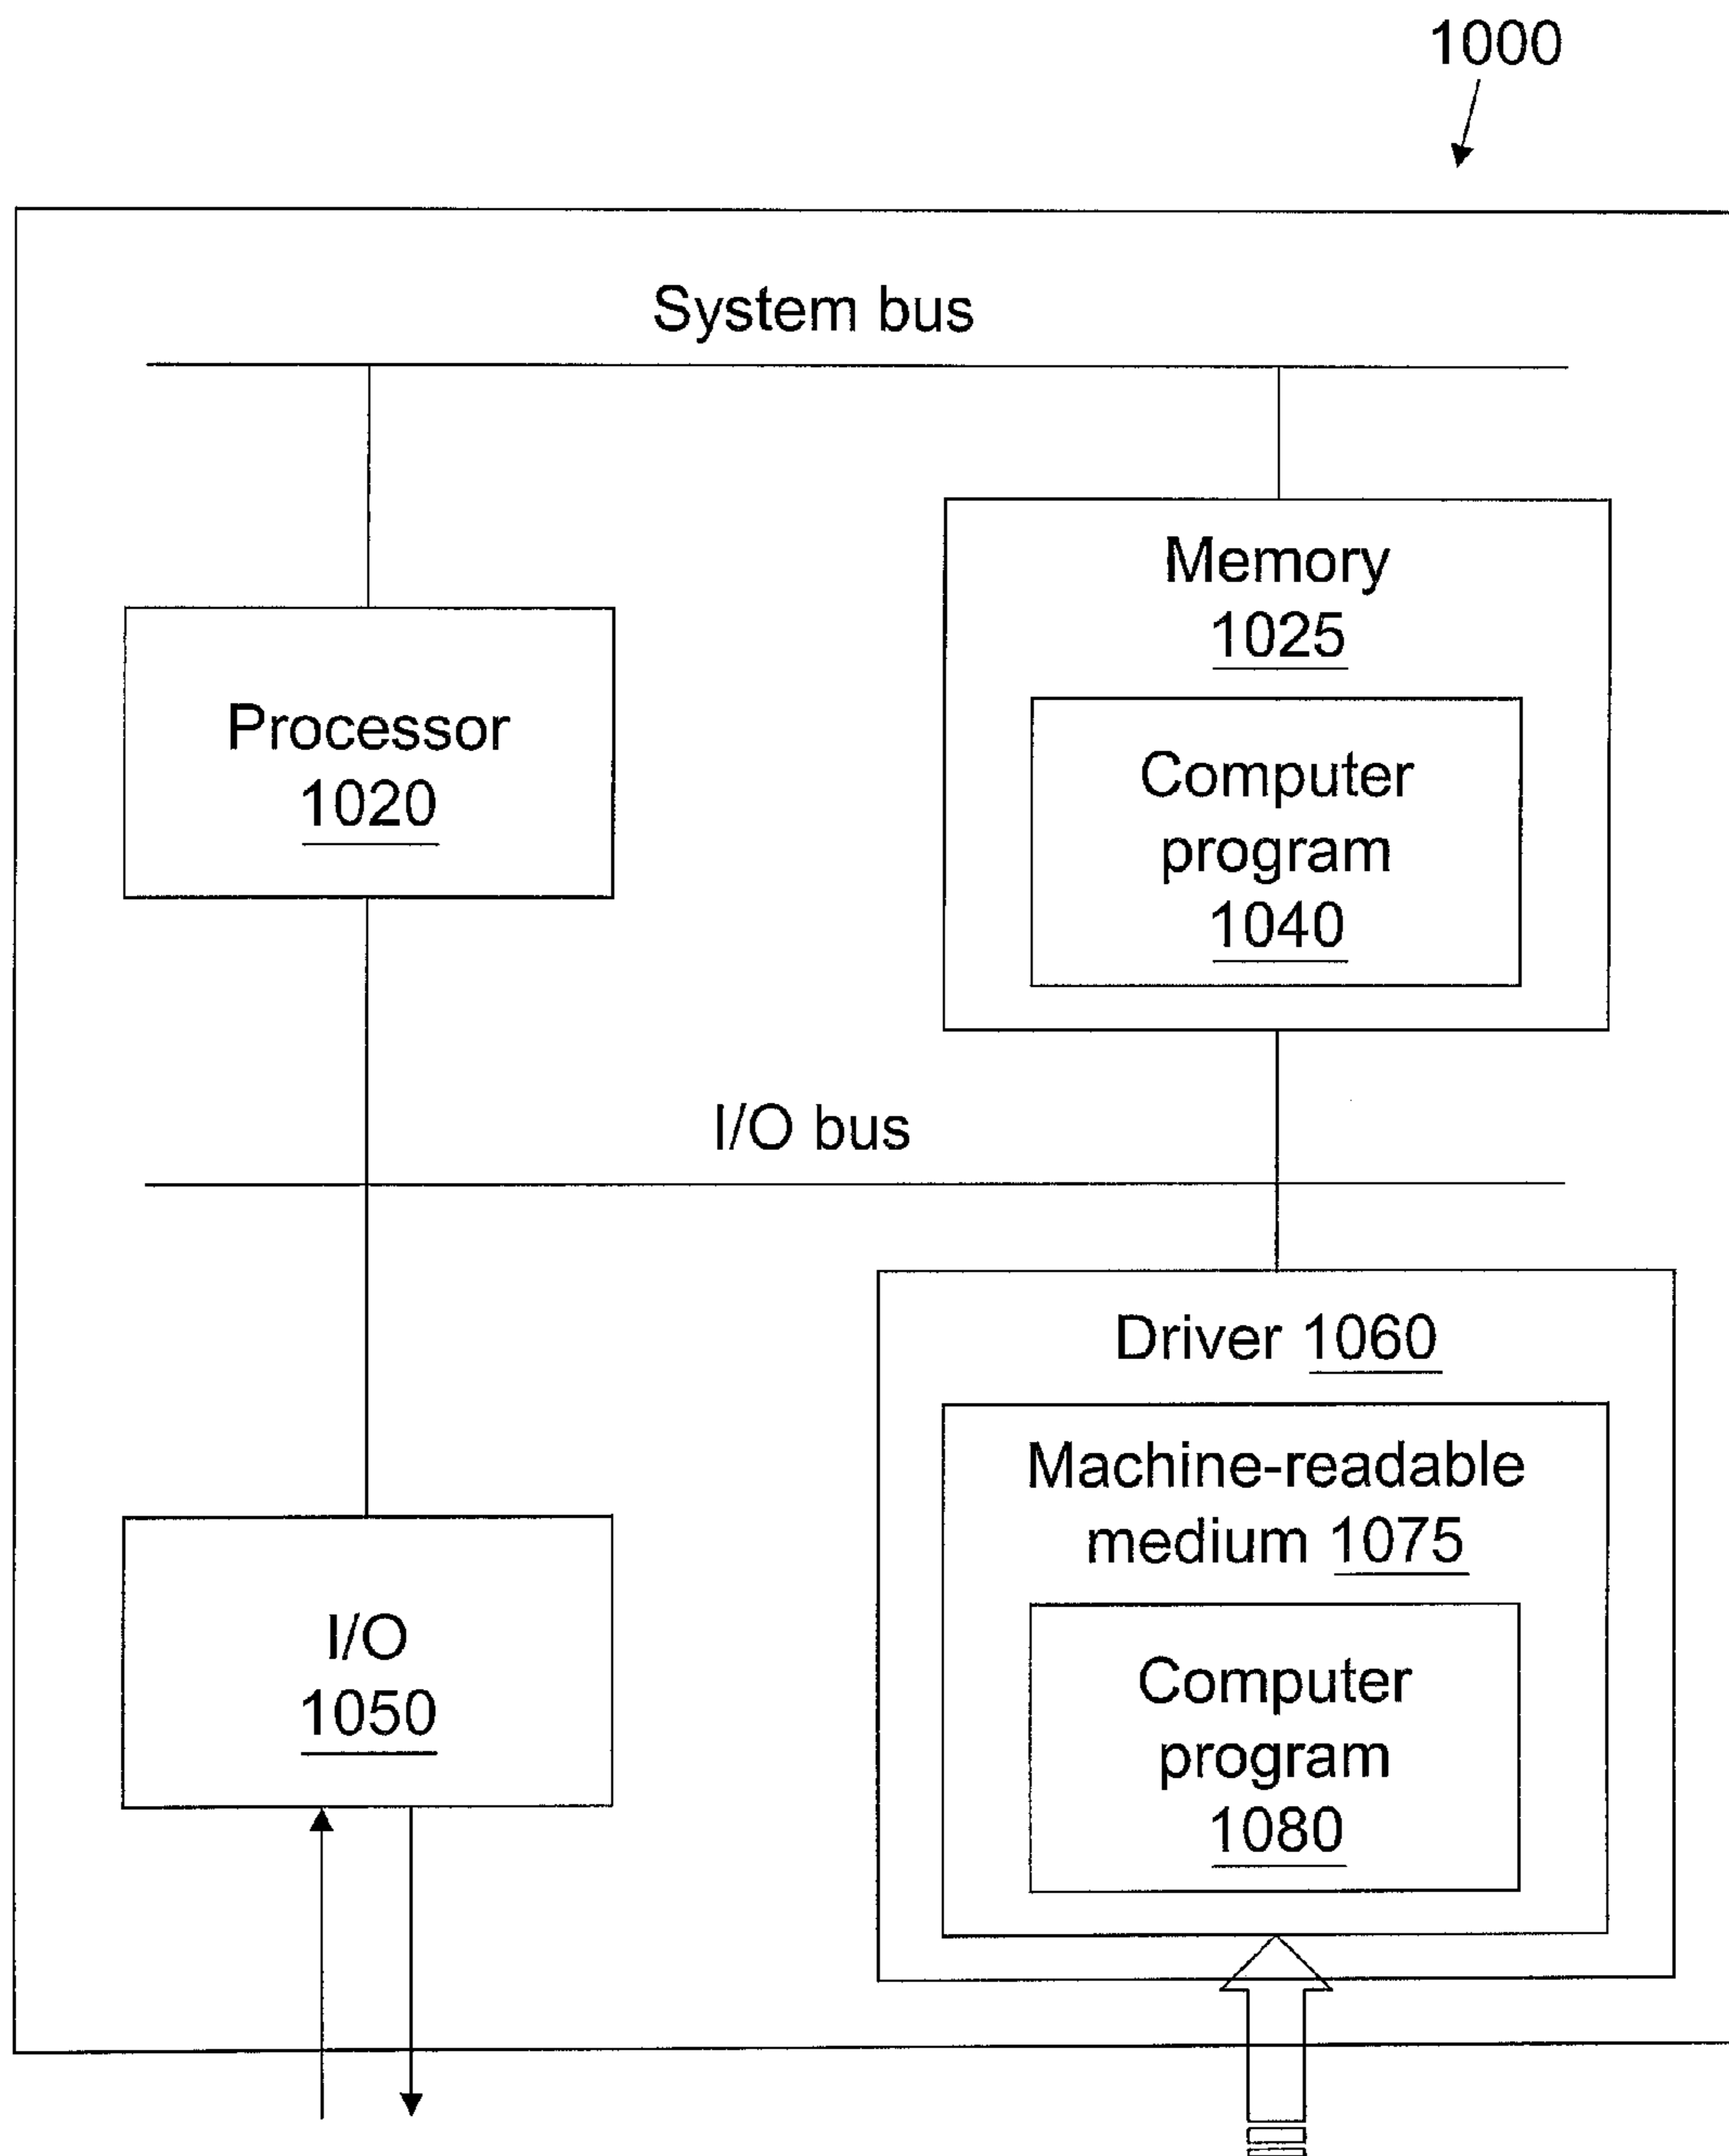 1000
System bus
Memory
1025
Processor
1020
Computer
program
1040
I/O bus
Driver 1060
Machine-readable
medium 1075
I/O
1050
Computer
program
1080